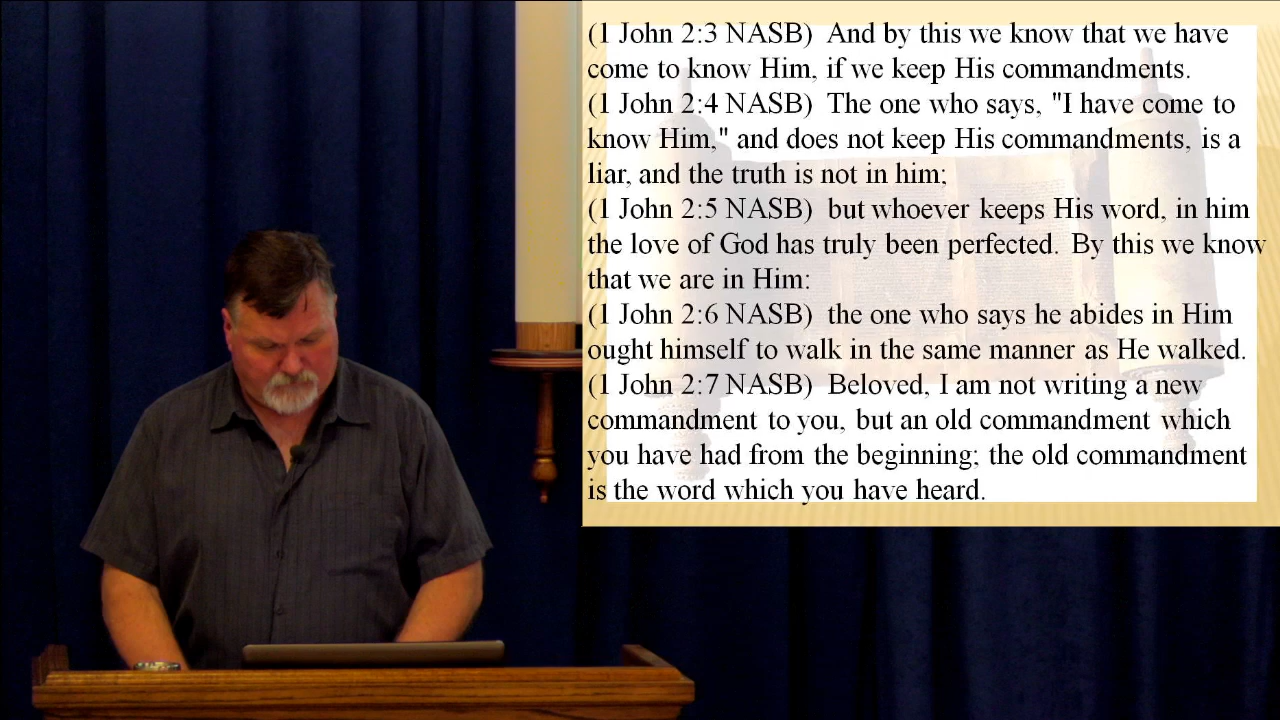 (1 John 2:3 NASB)  And by this we know that we have
come to know Him, if we keep His commandments.
(1 John 2:4 NASB)  The one who says, "I have come to
know Him," and does not keep His commandments, is a
liar, and the truth is not in him;
(1 John 2:5 NASB)  but whoever keeps His word, in him
the love of God has truly been perfected.  By this we know
that we are in Him:
(1 John 2:6 NASB)  the one who says he abides in Him
ought himself to walk in the same manner as He walked.
(1 John 2:7 NASB)  Beloved, I am not writing a new
commandment to you, but an old commandment which
you have had from the beginning; the old commandment
is the word which you have heard.